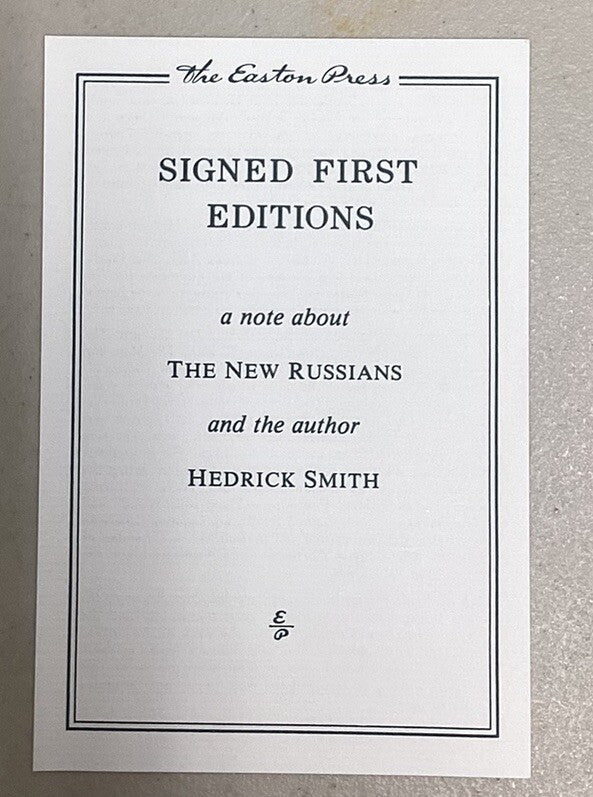 The Easton Press
SIGNED FIRST
EDITIONS
a note about
THE NEW RUSSIANS
and the author
HEDRICK SMITH
E
P